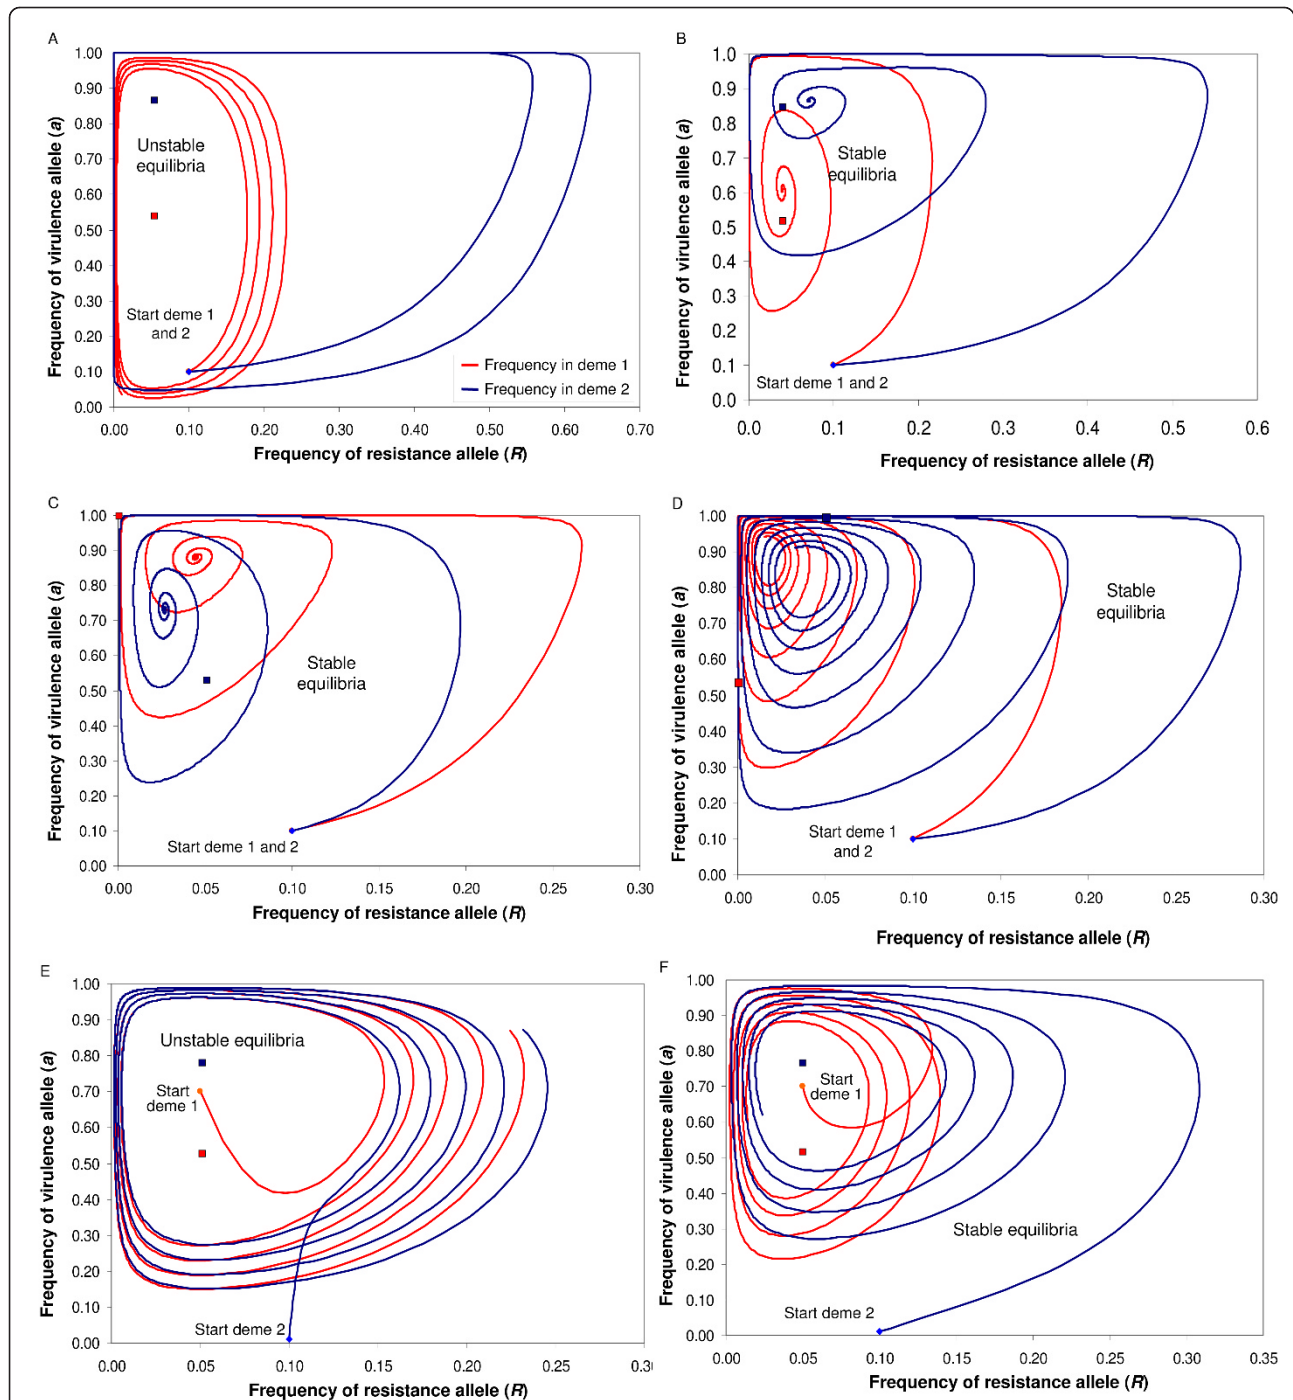 A
Frequency of virulence allele (a)
1.00
0.90
0.80
0.70
0.60
0.50
0.40
0.30
0.20
0.10
0.00
Unstable
equilibria
Start deme 1
and 2
Frequency in deme 1
Frequency in deme 2
0.00 0.10 0.20 0.30 0.40 0.50 0.60 0.70
Frequency of resistance allele (R)
B
Frequency of virulence allele (a)
1.0
0.9
0.8
0.7
0.6
0.5
0.4
0.3
0.2
0.1
0.0
Stable
equilibria
Start deme 1 and 2
0.0 0.1 0.2 0.3 0.4 0.5 0.6
Frequency of resistance allele (R)
C
Frequency of virulence allele (a)
1.00
0.90
0.80
0.70
0.60
0.50
0.40
0.30
0.20
0.10
0.00
Stable
equilibria
Start deme 1 and 2
0.00 0.05 0.10 0.15 0.20 0.25 0.30
Frequency of resistance allele (R)
D
Frequency of virulence allele (a)
1.00
0.90
0.80
0.70
0.60
0.50
0.40
0.30
0.20
0.10
0.00
Stable
equilibria
Start deme 1
and 2
0.00 0.05 0.10 0.15 0.20 0.25 0.30
Frequency of resistance allele (R)
E
Frequency of virulence allele (a)
1.00
0.90
0.80
0.70
0.60
0.50
0.40
0.30
0.20
0.10
0.00
Unstable equilibria
Start
deme 1
Start deme 2
0.00 0.05 0.10 0.15 0.20 0.25 0.30
Frequency of resistance allele (R)
F
Frequency of virulence allele (a)
1.00
0.90
0.80
0.70
0.60
0.50
0.40
0.30
0.20
0.10
0.00
Start
deme 1
Stable equilibria
Start deme 2
0.00 0.05 0.10 0.15 0.20 0.25 0.30 0.35
Frequency of resistance allele (R)